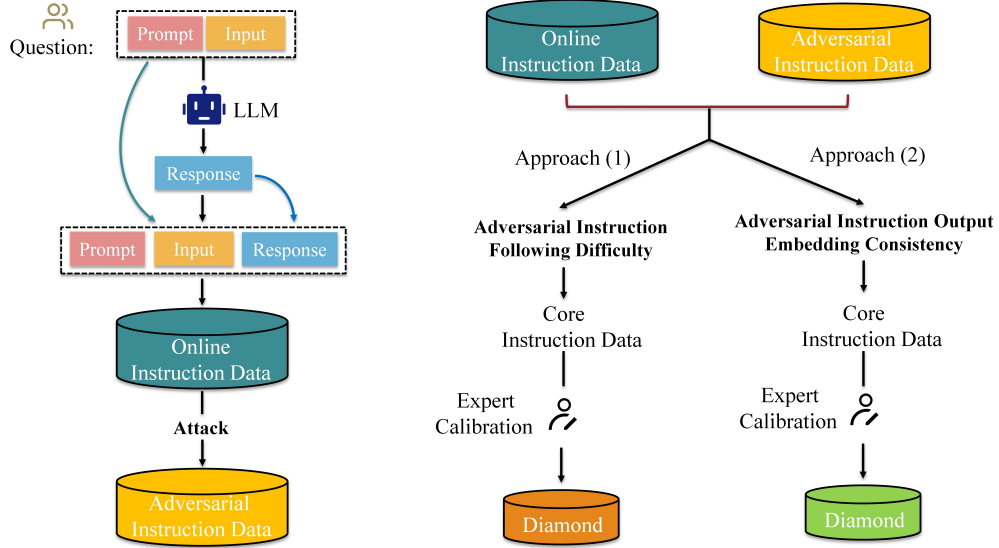 Question:
Prompt
Input
LLM
Response
Prompt
Input
Response
Online
Instruction Data
Attack
Adversarial
Instruction Data
Online
Instruction Data
Adversarial
Instruction Data
Approach (1)
Approach (2)
Adversarial Instruction
Following Difficulty
Adversarial Instruction Output
Embedding Consistency
Core
Instruction Data
Core
Instruction Data
Expert
Calibration
Expert
Calibration
Diamond
Diamond